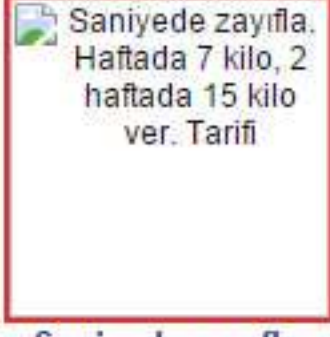 Saniyede zayıfla.
Haftada 7 kilo, 2
haftada 15 kilo
ver. Tarifi